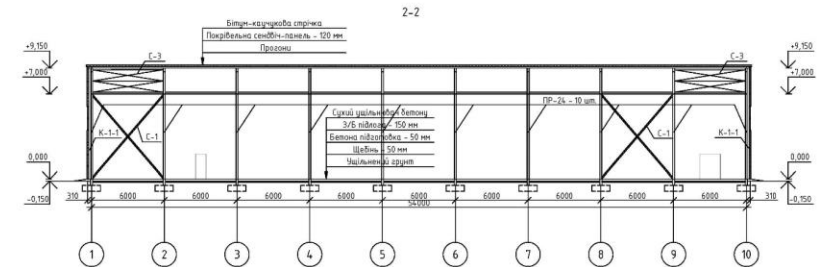 2-2
Бітум-каучукова стрічка
Покрівельна сендвіч-панель - 120 мм
Прогони
+9,150
+7,000
С-3
С-3
+9,150
+7,000
ПР-24 - 10 шт.
Сухий ущільнювач бетону
З/Б підлога - 150 мм
Бетона підготовка - 50 мм
Щебінь - 50 мм
Ущільнений грунт
К-1-1
С-1
С-1
К-1-1
0,000
-0,150
0,000
-0,150
310
6000
6000
6000
6000
6000
6000
6000
6000
6000
310
54000
1
2
3
4
5
6
7
8
9
10